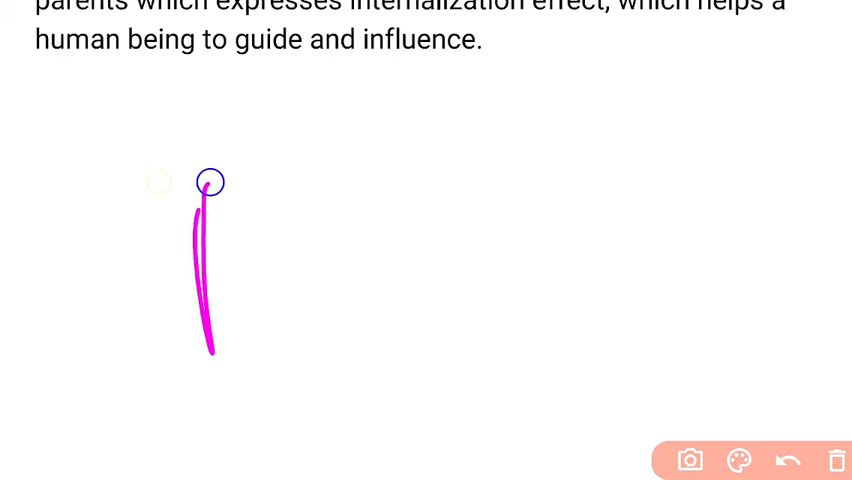 parents which expresses internalization effect, which helps a
human being to guide and influence.